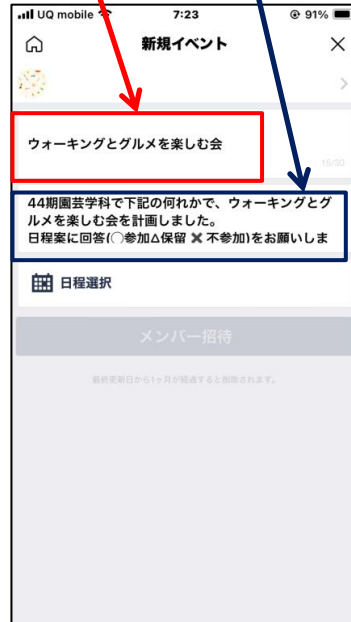 UQ mobile 7:23 91%
新規イベント
ウォーキングとグルメを楽しむ会
15/30
44期園芸学科で下記の何れかで、ウォーキングとグ
ルメを楽しむ会を計画しました。
日程案に回答(○参加△保留✖不参加)をお願いしま
日程選択
メンバー招待
最終更新日から1ヶ月が経過すると削除されます。